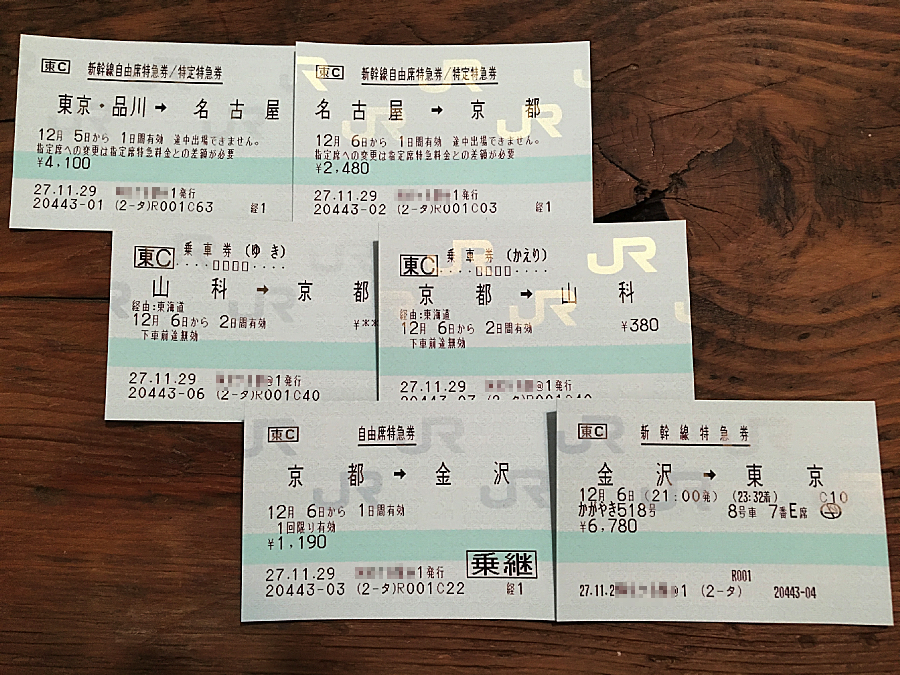 東C 新幹線自由席特急券/特定特急券
東京・品川 → 名古屋
12月 5日から 1日間有効 途中出場できません。
指定席への変更は指定席特急料金との差額が必要
¥4,100
27.11.29 @1発行
20443-01 (2-タ)R001C63 経1
東C 新幹線自由席特急券/特定特急券
名古屋 → 京都
12月 6日から 1日間有効 途中出場できません。
指定席への変更は指定席特急料金との差額が必要
¥2,480
27.11.29 @1発行
20443-02 (2-タ)R001C03 経1
JR
東C 乗車券(ゆき)
山科 → 京都
経由:東海道
12月 6日から 2日間有効 ¥**
下車前途無効
27.11.29 @1発行
20443-06 (2-タ)R001C40
東C 乗車券(かえり)
JR
京都 → 山科
経由:東海道
12月 6日から 2日間有効 ¥380
下車前途無効
27.11.29 @1発行
東C 自由席特急券
京都 → 金沢
12月 6日から 1日間有効
1回限り有効
¥1,190
乗継
27.11.29 @1発行
20443-03 (2-タ)R001C22 経1
東C 新幹線特急券
金沢 → 東京
12月 6日(21:00発) (23:32着) C10
かがやき518号 8号車 7番E席
¥6,780
R001
27.11.2 @1 (2-タ) 20443-04